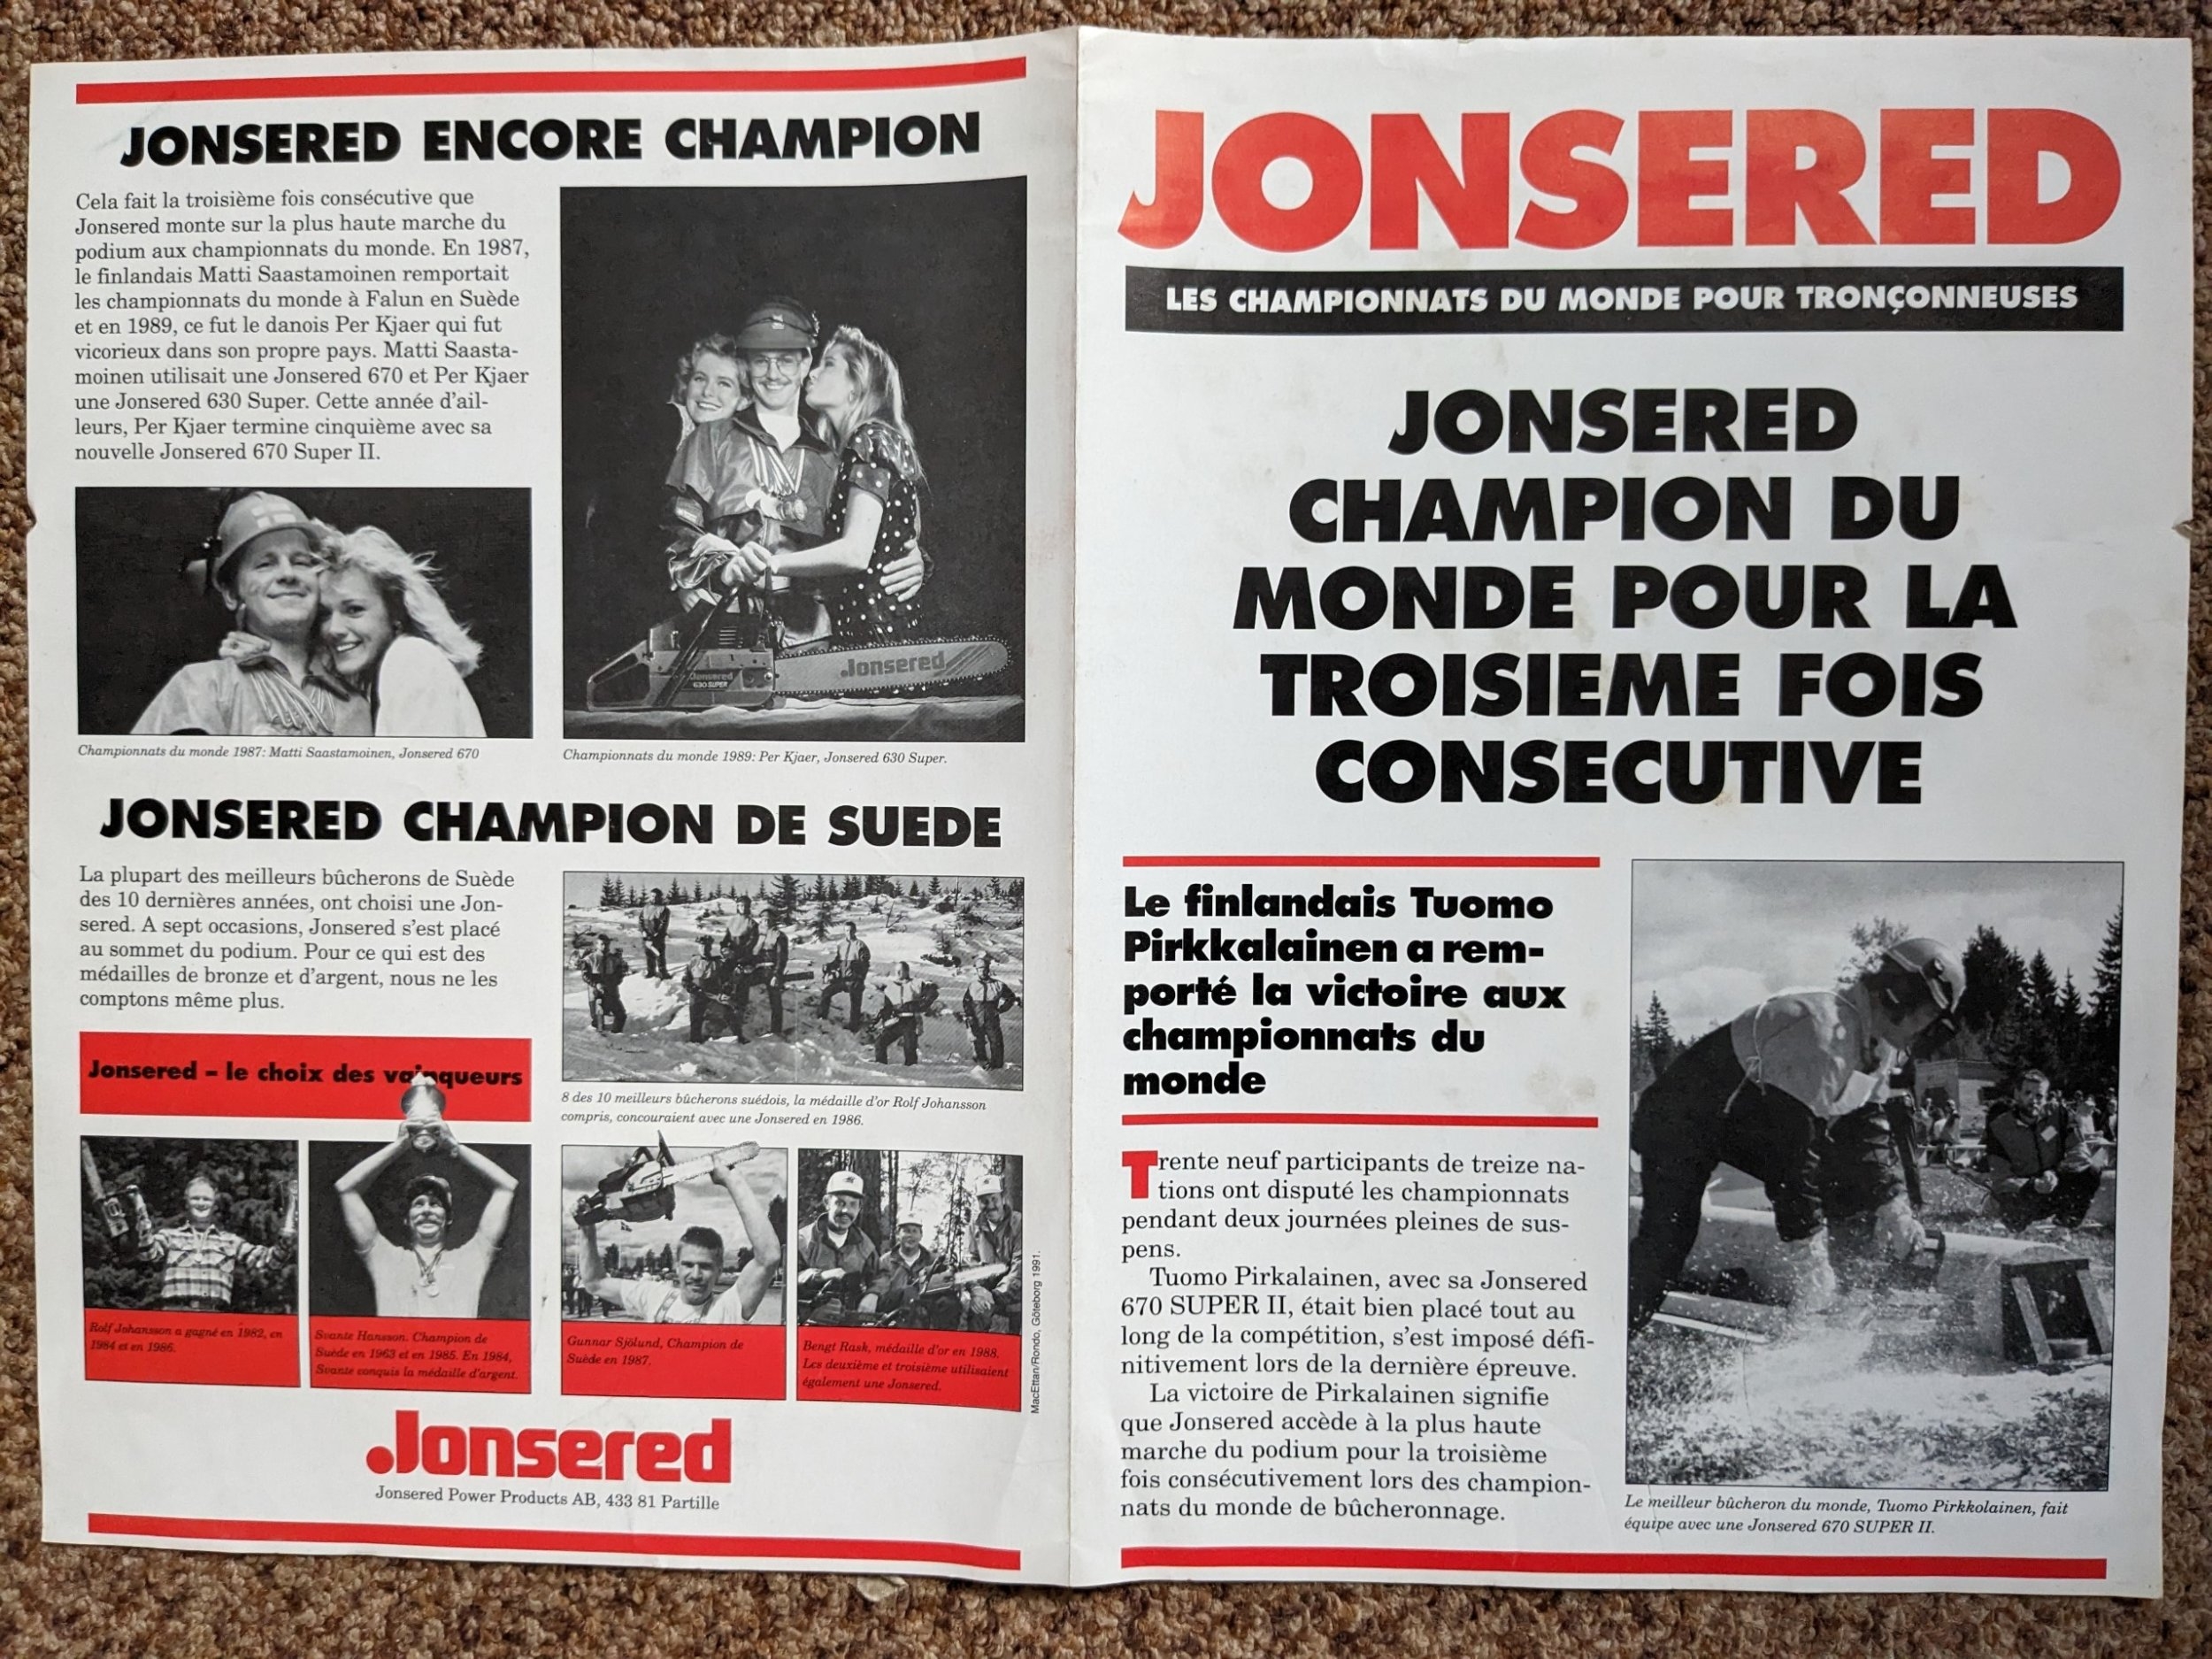 JONSERED ENCORE CHAMPION
Cela fait la troisième fois consécutive que
Jonsered monte sur la plus haute marche du
podium aux championnats du monde. En 1987,
le finlandais Matti Saastamoinen remportait
les championnats du monde à Falun en Suède
et en 1989, ce fut le danois Per Kjaer qui fut
vicorieux dans son propre pays. Matti Saasta-
moinen utilisait une Jonsered 670 et Per Kjaer
une Jonsered 630 Super. Cette année d'ail-
leurs, Per Kjaer termine cinquième avec sa
nouvelle Jonsered 670 Super II.
Jonsered
Jonsered
630 SUPER
Championnats du monde 1987: Matti Saastamoinen, Jonsered 670
Championnats du monde 1989: Per Kjaer, Jonsered 630 Super.
JONSERED CHAMPION DE SUEDE
La plupart des meilleurs bûcherons de Suède
des 10 dernières années, ont choisi une Jon-
sered. A sept occasions, Jonsered s'est placé
au sommet du podium. Pour ce qui est des
médailles de bronze et d'argent, nous ne les
comptons même plus.
8 des 10 meilleurs bûcherons suédois, la médaille d'or Rolf Johansson
compris, concouraient avec une Jonsered en 1986.
Jonsered – le choix des vainqueurs
Rolf Johansson a gagné en 1982, en
1984 et en 1986.
Svante Hansson. Champion de
Suède en 1963 et en 1985. En 1984,
Svante conquis la médaille d'argent.
Gunnar Sjölund, Champion de
Suède en 1987.
Bengt Rask, médaille d'or en 1988.
Les deuxième et troisième utilisaient
également une Jonsered.
MacEttan/Rondo, Göteborg 1991.
Jonsered
Jonsered Power Products AB, 433 81 Partille
JONSERED
LES CHAMPIONNATS DU MONDE POUR TRONÇONNEUSES
JONSERED
CHAMPION DU
MONDE POUR LA
TROISIEME FOIS
CONSECUTIVE
Le finlandais Tuomo
Pirkkalainen a rem-
porté la victoire aux
championnats du
monde
Trente neuf participants de treize na-
tions ont disputé les championnats
pendant deux journées pleines de sus-
pens.
Tuomo Pirkalainen, avec sa Jonsered
670 SUPER II, était bien placé tout au
long de la compétition, s'est imposé défi-
nitivement lors de la dernière épreuve.
La victoire de Pirkalainen signifie
que Jonsered accède à la plus haute
marche du podium pour la troisième
fois consécutivement lors des champion-
nats du monde de bûcheronnage.
Le meilleur bûcheron du monde, Tuomo Pirkkolainen, fait
équipe avec une Jonsered 670 SUPER II.